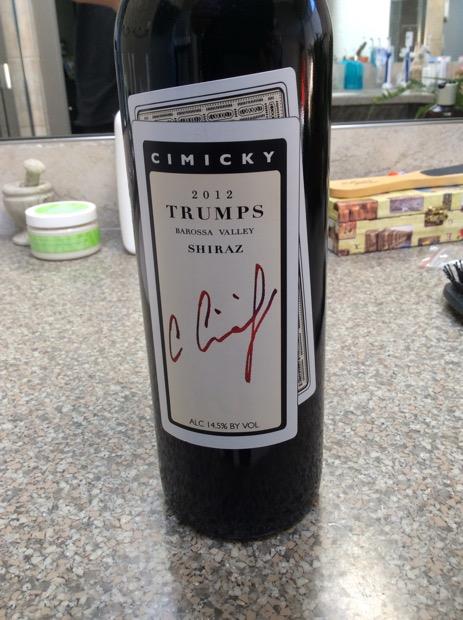 CIMICKY
2012
TRUMPS
BAROSSA VALLEY
SHIRAZ
ALC 14.5% BY VOL